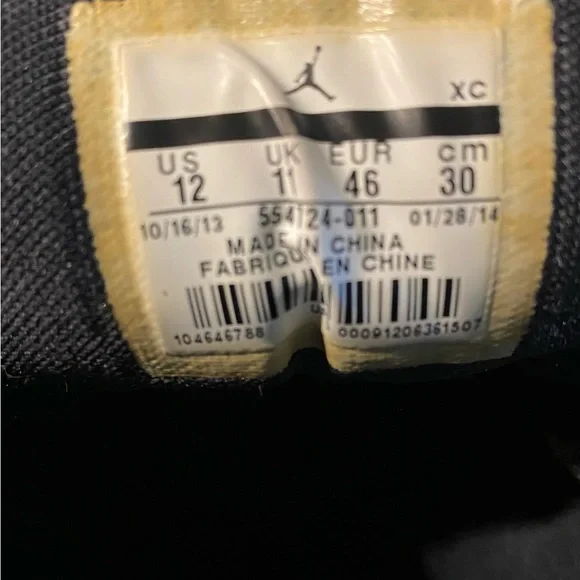 XC
US UK EUR cm
12 11 46 30
10/16/13 554724-011 01/28/14
MADE IN CHINA
FABRIQUE EN CHINE
104646788 00091206361507